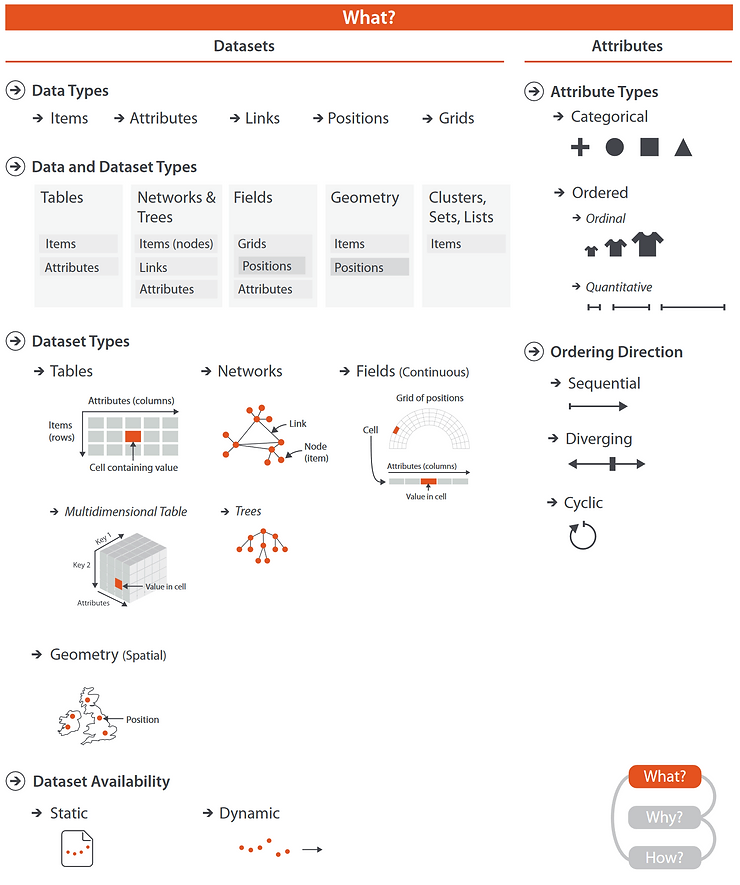 What?
Datasets
Attributes
Data Types
Items
Attributes
Links
Positions
Grids
Data and Dataset Types
Tables
Items
Attributes
Networks &
Trees
Items (nodes)
Links
Attributes
Fields
Grids
Positions
Attributes
Geometry
Items
Positions
Clusters,
Sets, Lists
Items
Dataset Types
Tables
Attributes (columns)
Items
(rows)
Cell containing value
Networks
Link
Node
(item)
Fields (Continuous)
Grid of positions
Cell
Attributes (columns)
Value in cell
Multidimensional Table
Key 1
Key 2
Value in cell
Attributes
Trees
Geometry (Spatial)
Position
Dataset Availability
Static
Dynamic
Attribute Types
Categorical
Ordered
Ordinal
Quantitative
Ordering Direction
Sequential
Diverging
Cyclic
What?
Why?
How?